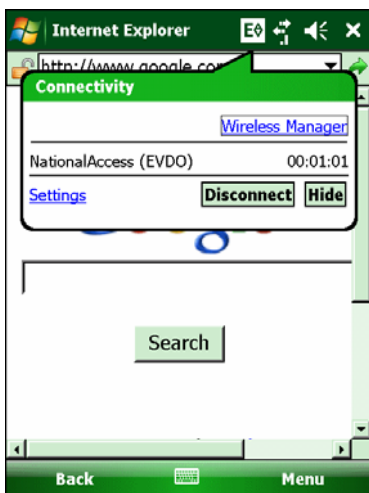 Internet Explorer
E
http://www.google.com
Connectivity
Wireless Manager
NationalAccess (EVDO) 00:01:01
Settings Disconnect Hide
Search
Back Menu